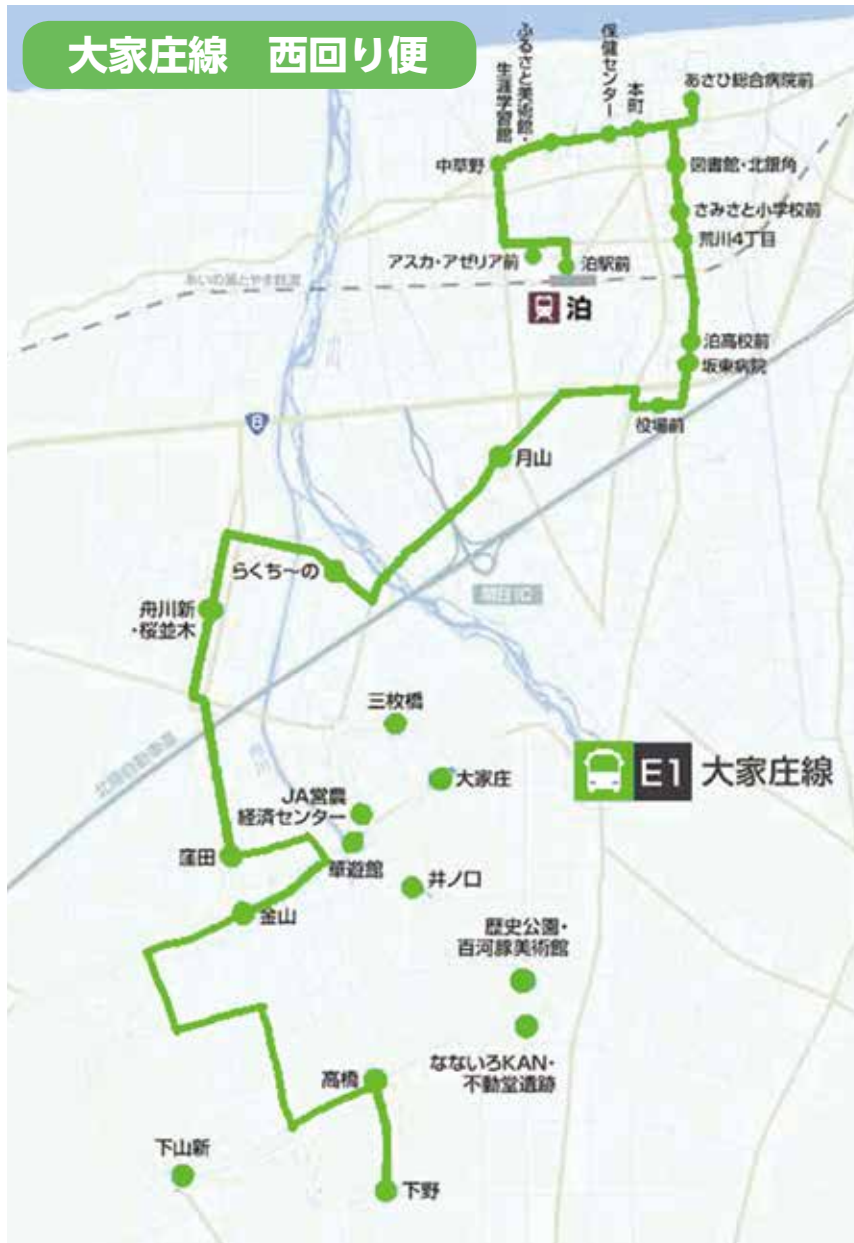 大家庄線 西回り便
ふるさと美術館・
生涯学習館
保健センター
本町
あさひ総合病院前
中草野
図書館・北銀角
さみさと小学校前
荒川4丁目
アスカ・アゼリア前
泊駅前
あいの風とやま鉄道
泊
泊高校前
坂東病院
8
役場前
月山
らくち〜の
朝日IC
舟川新
・桜並木
三枚橋
北陸自動車道
E1 大家庄線
大家庄
JA営農
経済センター
窪田
華遊館
井ノ口
釜山
歴史公園・
百河豚美術館
なないろKAN・
不動堂遺跡
高橋
下山新
下野